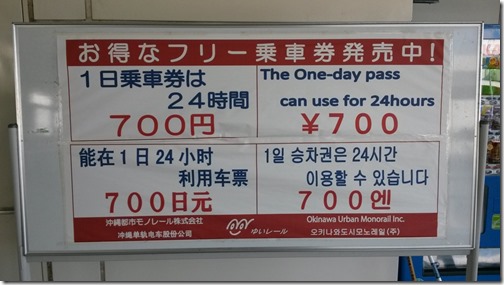 お得なフリー乗車券発売中!
1日乗車券は
24時間
700円
The One-day pass
can use for 24hours
¥700
能在1日24小时
利用车票
700日元
1일 승차권은 24시간
이용할 수 있습니다
700엔
沖縄都市モノレール株式会社
冲绳单轨电车股份公司
ゆいレール
Okinawa Urban Monorail Inc.
오키나와도시모노레일(주)